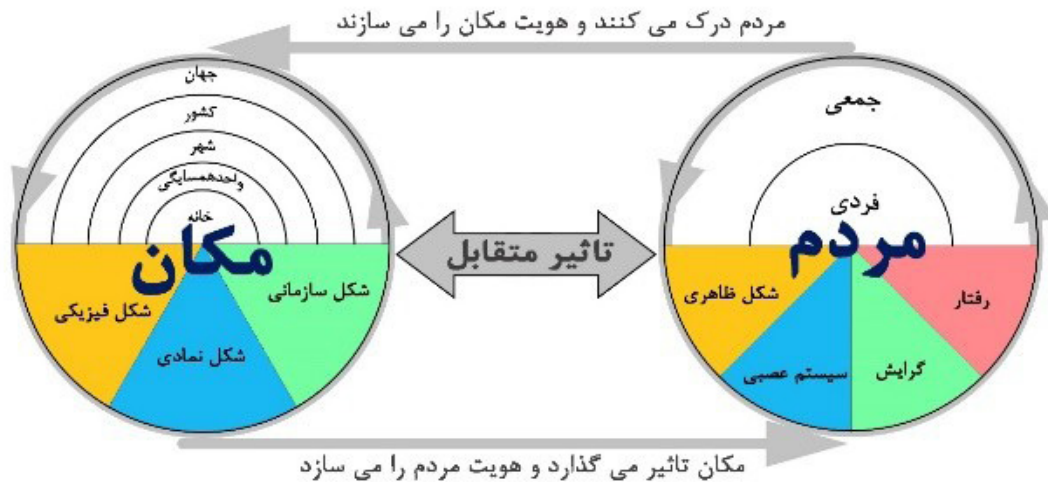 مردم درک می کنند و هویت مکان را می سازند
جمعی
فردی
مردم
رفتار
گرایش
سیستم عصبی
شکل ظاهری
تاثیر متقابل
جهان
کشور
شهر
واحدهمسایگی
خانه
مکان
شکل سازمانی
شکل نمادی
شکل فیزیکی
مکان تاثیر می گذارد و هویت مردم را می سازد